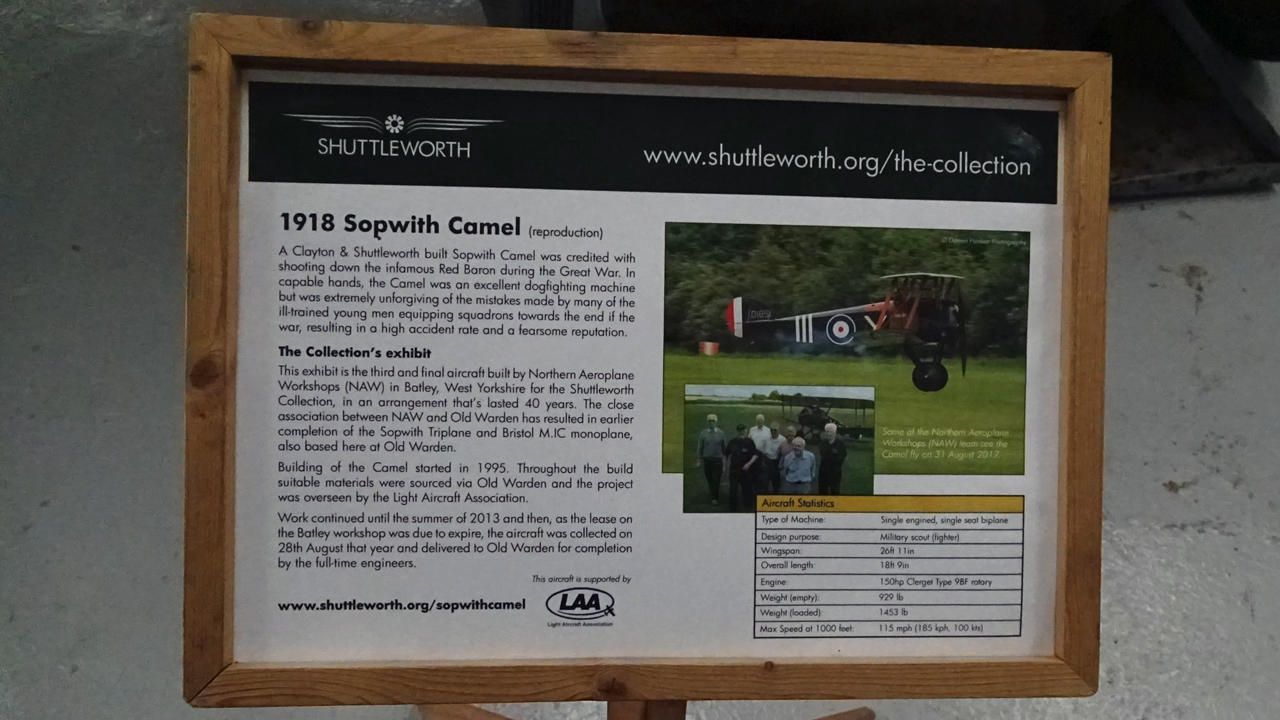 SHUTTLEWORTH
www.shuttleworth.org/the-collection
1918 Sopwith Camel (reproduction)
A Clayton & Shuttleworth built Sopwith Camel was credited with
shooting down the infamous Red Baron during the Great War. In
capable hands, the Camel was an excellent dogfighting machine
but was extremely unforgiving of the mistakes made by many of the
ill-trained young men equipping squadrons towards the end if the
war, resulting in a high accident rate and a fearsome reputation.
The Collection's exhibit
This exhibit is the third and final aircraft built by Northern Aeroplane
Workshops (NAW) in Batley, West Yorkshire for the Shuttleworth
Collection, in an arrangement that's lasted 40 years. The close
association between NAW and Old Warden has resulted in earlier
completion of the Sopwith Triplane and Bristol M.IC monoplane,
also based here at Old Warden.
Building of the Camel started in 1995. Throughout the build
suitable materials were sourced via Old Warden and the project
was overseen by the Light Aircraft Association.
Work continued until the summer of 2013 and then, as the lease on
the Batley workshop was due to expire, the aircraft was collected on
28th August that year and delivered to Old Warden for completion
by the full-time engineers.
This aircraft is supported by
www.shuttleworth.org/sopwithcamel
LAA
Light Aircraft Association
Photography
Some of the Northern Aeroplane
Workshops (NAW) team see the
Camel fly on 31 August 2017.
Aircraft Statistics
Type of Machine: Single engined, single seat biplane
Design purpose: Military scout (fighter)
Wingspan: 26ft 11in
Overall length: 18ft 9in
Engine: 150hp Clerget Type 9BF rotary
Weight (empty): 929 lb
Weight (loaded): 1453 lb
Max Speed at 1000 feet: 115 mph (185 kph, 100 kts)